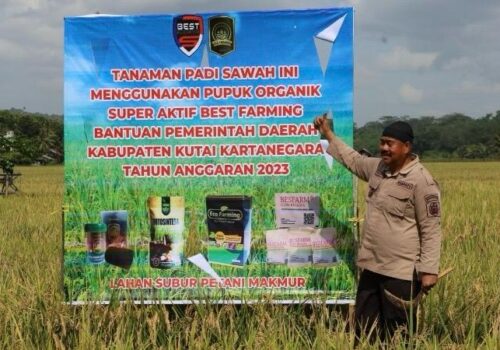 BEST
TANAMAN PADI SAWAH INI
MENGGUNAKAN PUPUK ORGANIK
SUPER AKTIF BEST FARMING
BANTUAN PEMERINTAH DAERAH
KABUPATEN KUTAI KARTANEGARA
TAHUN ANGGARAN 2023
Eco Farming
BESTFARM
LAHAN SUBUR PETANI MAKMUR